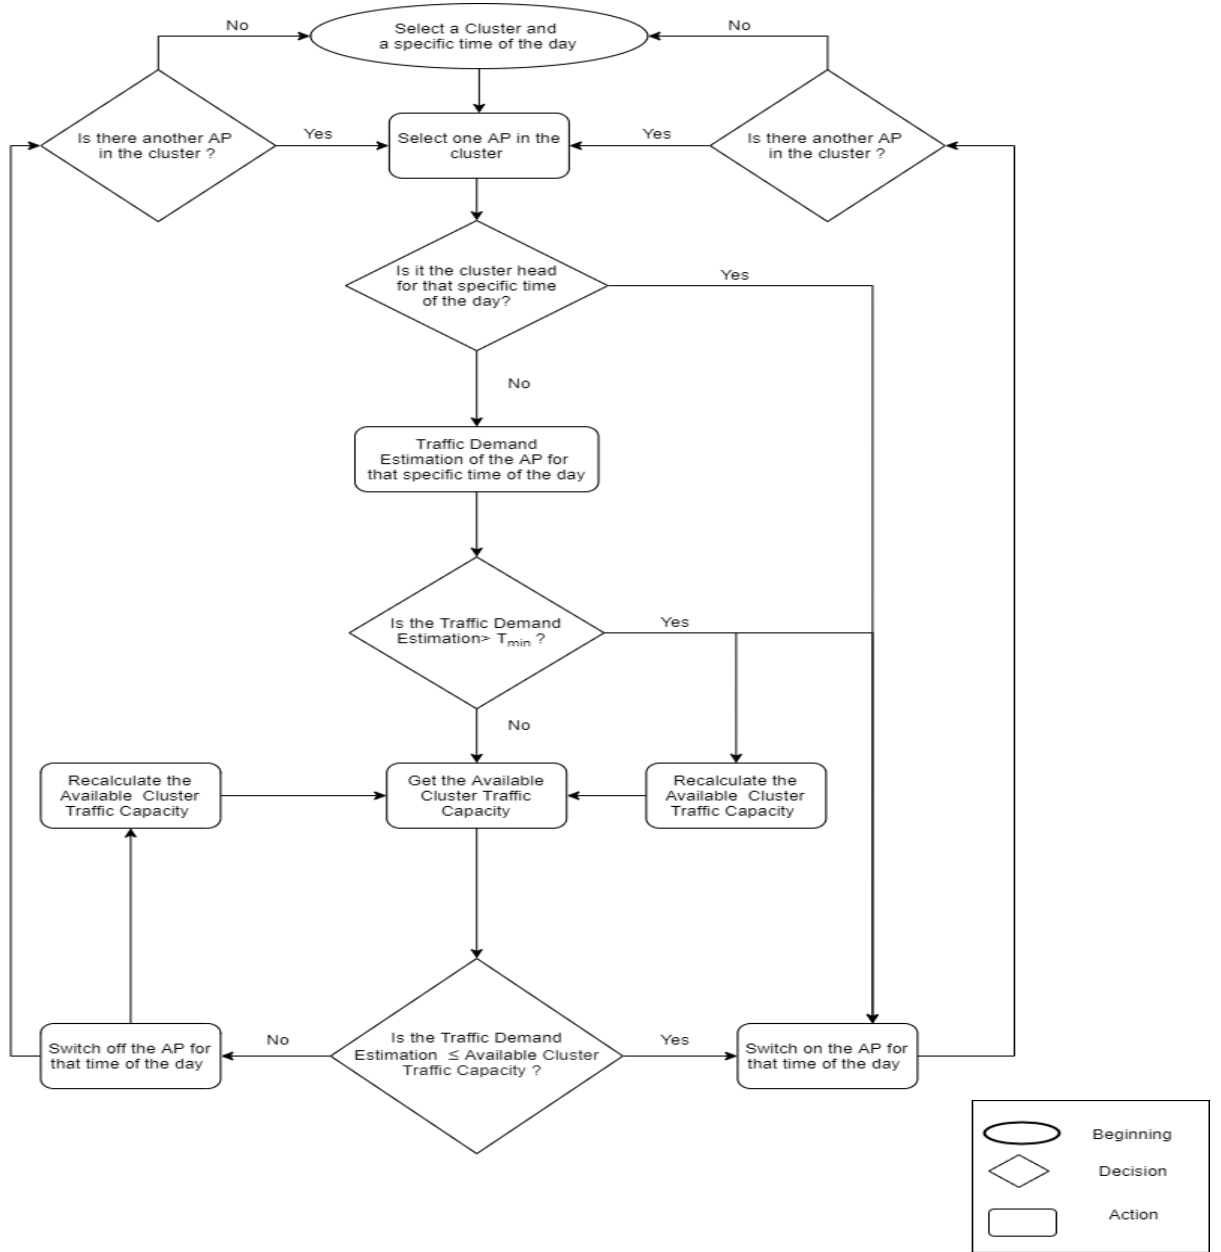 No
Select a Cluster and
a specific time of the day
No
Is there another AP
in the cluster ?
Yes
Select one AP in the
cluster
Yes
Is there another AP
in the cluster ?
Is it the cluster head
for that specific time
of the day?
Yes
No
Traffic Demand
Estimation of the AP for
that specific time of the day
Is the Traffic Demand
Estimation> Tmin ?
Yes
No
Recalculate the
Available Cluster
Traffic Capacity
Get the Available
Cluster Traffic
Capacity
Recalculate the
Available Cluster
Traffic Capacity
Switch off the AP for
that time of the day
No
Is the Traffic Demand
Estimation ≤ Available Cluster
Traffic Capacity ?
Yes
Switch on the AP for
that time of the day
Beginning
Decision
Action